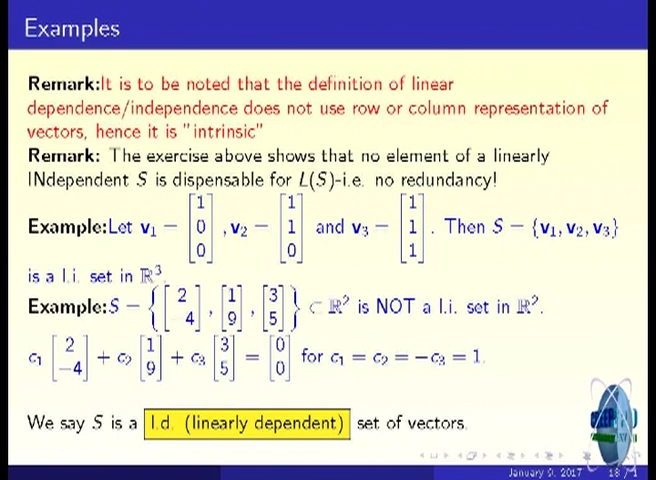 Examples
Remark:It is to be noted that the definition of linear
dependence/independence does not use row or column representation of
vectors, hence it is "intrinsic"
Remark: The exercise above shows that no element of a linearly
INdependent S is dispensable for L(S)-i.e. no redundancy!
Example:Let v₁ = [1 0 0], v₂ = [1 1 0] and v₃ = [1 1 1]. Then S = {v₁, v₂, v₃}
is a l.i. set in ℝ³.
Example:S = { [2 −4], [1 9], [3 5] } ⊂ ℝ² is NOT a l.i. set in ℝ².
c₁ [2 −4] + c₂ [1 9] + c₃ [3 5] = [0 0] for c₁ = c₂ = −c₃ = 1.
We say S is a l.d. (linearly dependent) set of vectors.
January 9, 2017 18 / 1